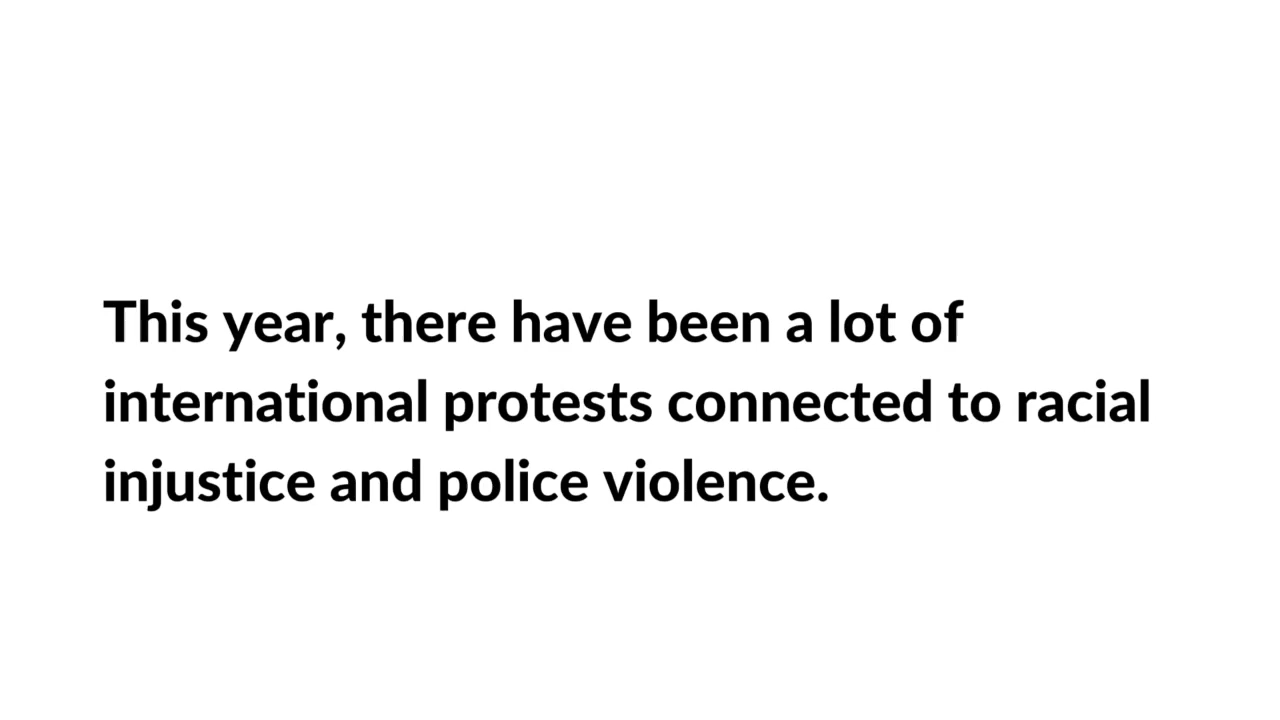 This year, there have been a lot of
international protests connected to racial
injustice and police violence.